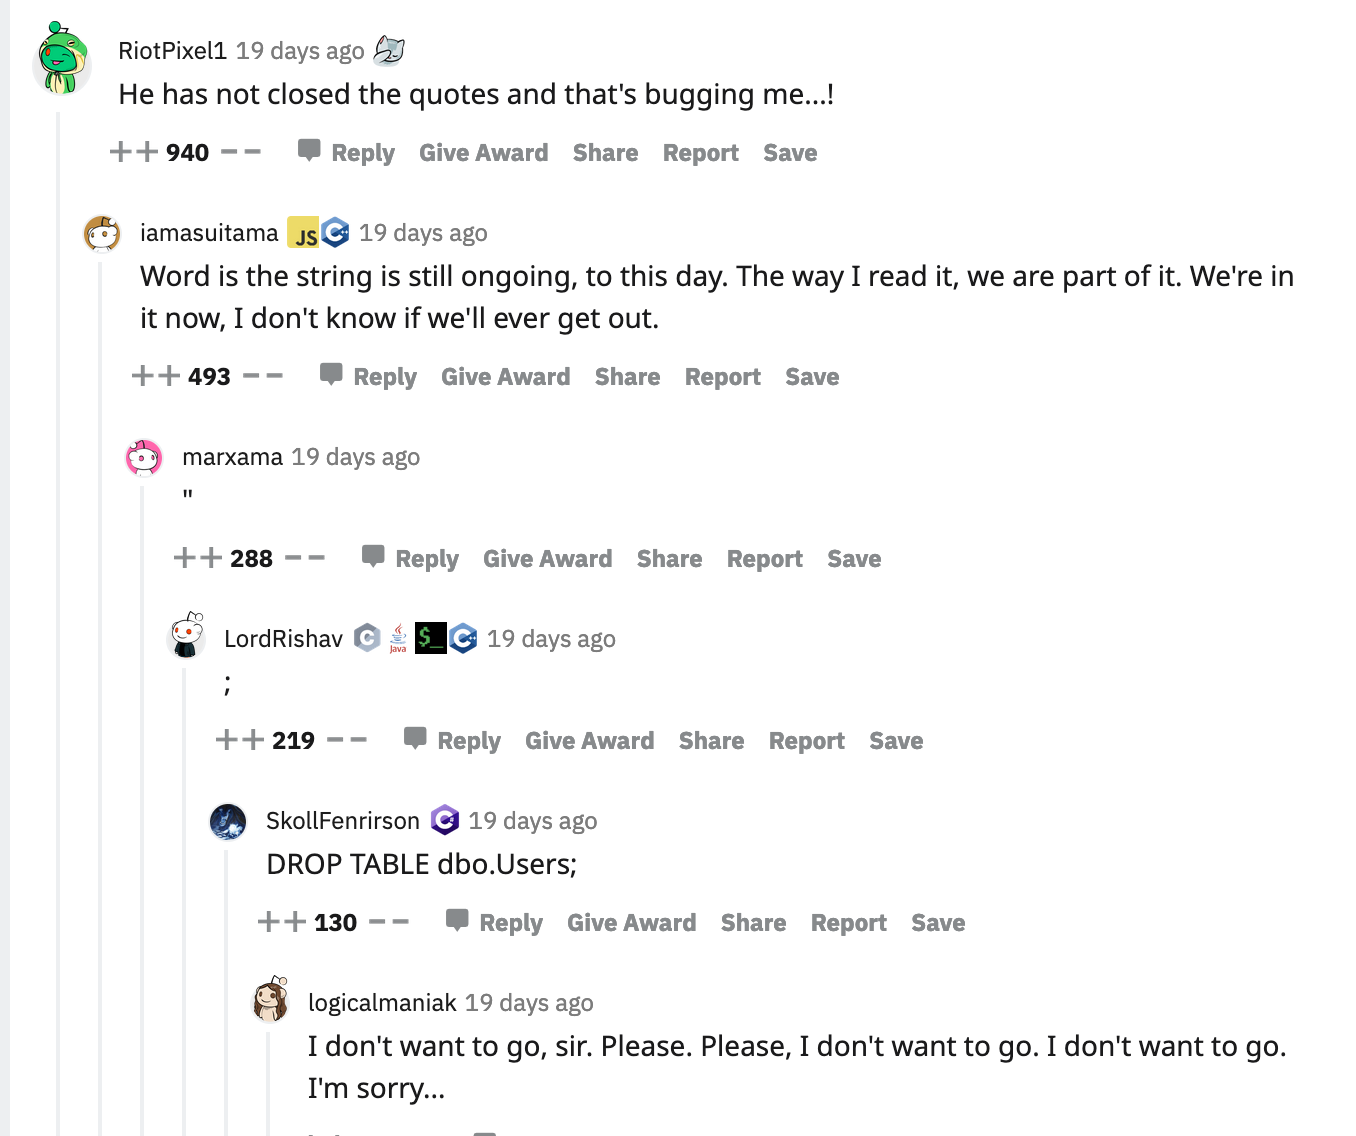 RiotPixel1 19 days ago
He has not closed the quotes and that's bugging me...!
++ 940 -- Reply Give Award Share Report Save
iamasuitama JS C++ 19 days ago
Word is the string is still ongoing, to this day. The way I read it, we are part of it. We're in
it now, I don't know if we'll ever get out.
++ 493 -- Reply Give Award Share Report Save
marxama 19 days ago
"
++ 288 -- Reply Give Award Share Report Save
LordRishav C Java $_ C++ 19 days ago
;
++ 219 -- Reply Give Award Share Report Save
SkollFenrirson C 19 days ago
DROP TABLE dbo.Users;
++ 130 -- Reply Give Award Share Report Save
logicalmaniak 19 days ago
I don't want to go, sir. Please. Please, I don't want to go. I don't want to go.
I'm sorry...